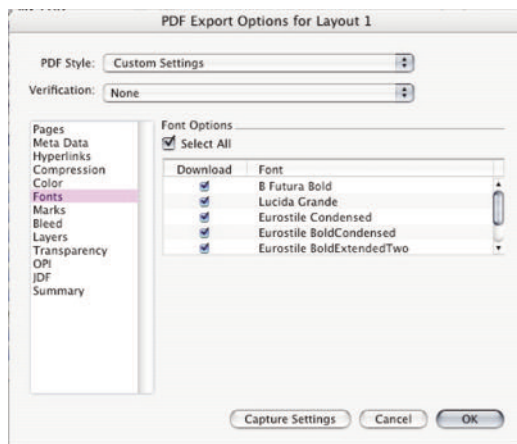 PDF Export Options for Layout 1
PDF Style: Custom Settings
Verification: None
Pages
Meta Data
Hyperlinks
Compression
Color
Fonts
Marks
Bleed
Layers
Transparency
OPI
JDF
Summary
Font Options
Select All
Download Font
B Futura Bold
Lucida Grande
Eurostile Condensed
Eurostile BoldCondensed
Eurostile BoldExtendedTwo
Capture Settings Cancel OK